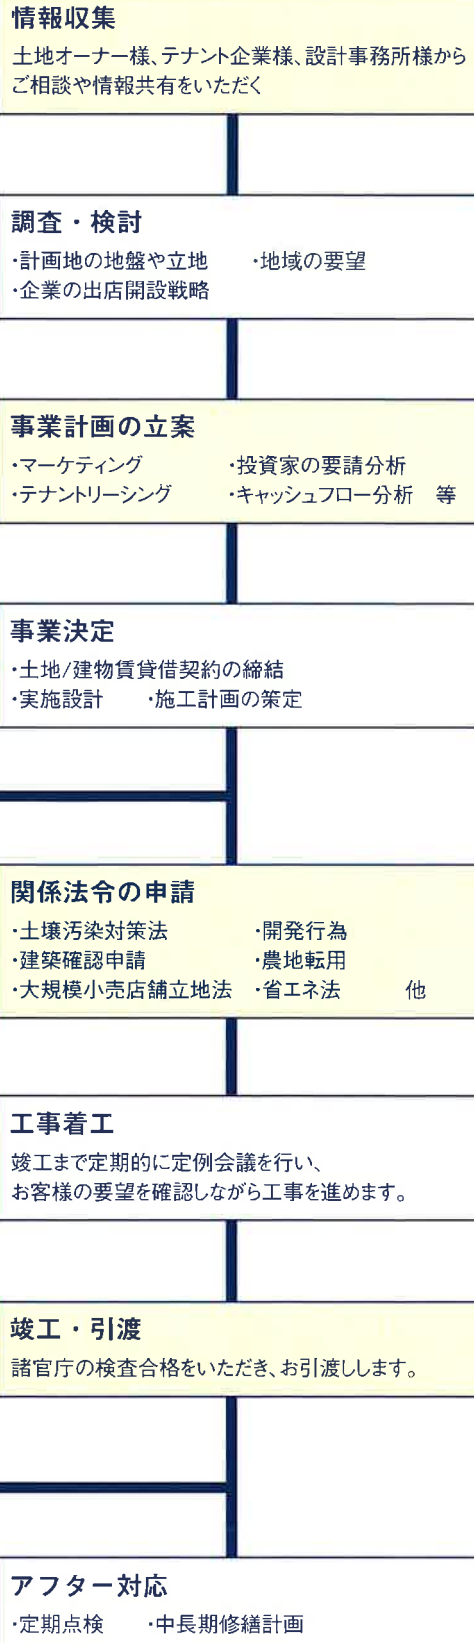 情報収集
土地オーナー様、テナント企業様、設計事務所様から
ご相談や情報共有をいただく
調査・検討
・計画地の地盤や立地　・地域の要望
・企業の出店開設戦略
事業計画の立案
・マーケティング　・投資家の要請分析
・テナントリーシング　・キャッシュフロー分析　等
事業決定
・土地/建物賃貸借契約の締結
・実施設計　・施工計画の策定
関係法令の申請
・土壌汚染対策法　・開発行為
・建築確認申請　・農地転用
・大規模小売店舗立地法　・省エネ法　他
工事着工
竣工まで定期的に定例会議を行い、
お客様の要望を確認しながら工事を進めます。
竣工・引渡
諸官庁の検査合格をいただき、お引渡しします。
アフター対応
・定期点検　・中長期修繕計画